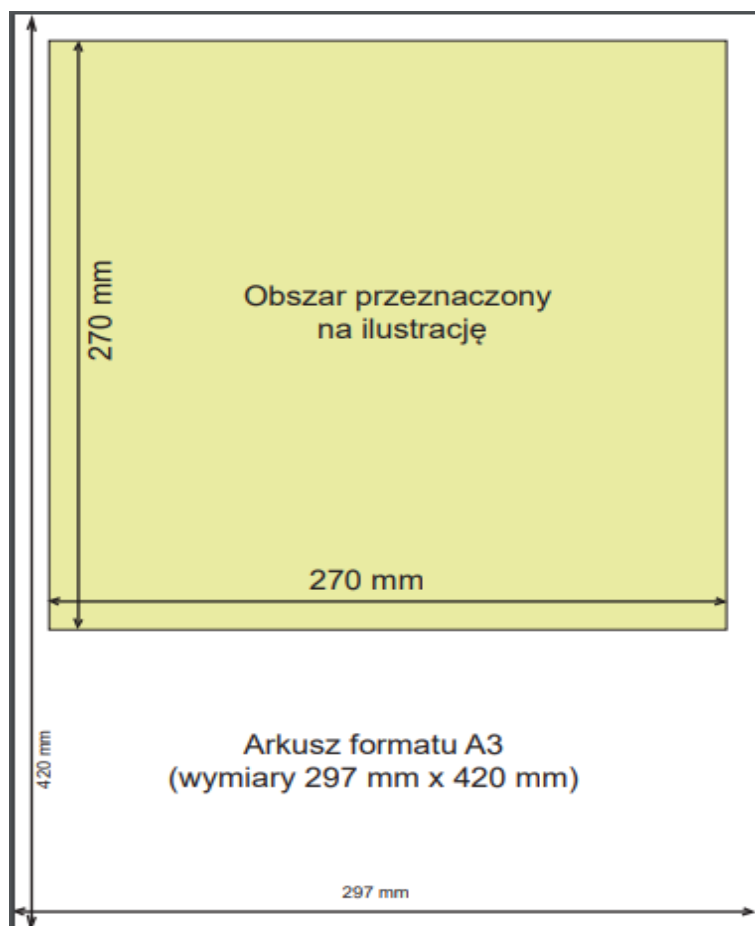 270 mm
Obszar przeznaczony
na ilustrację
270 mm
420 mm
Arkusz formatu A3
(wymiary 297 mm x 420 mm)
297 mm